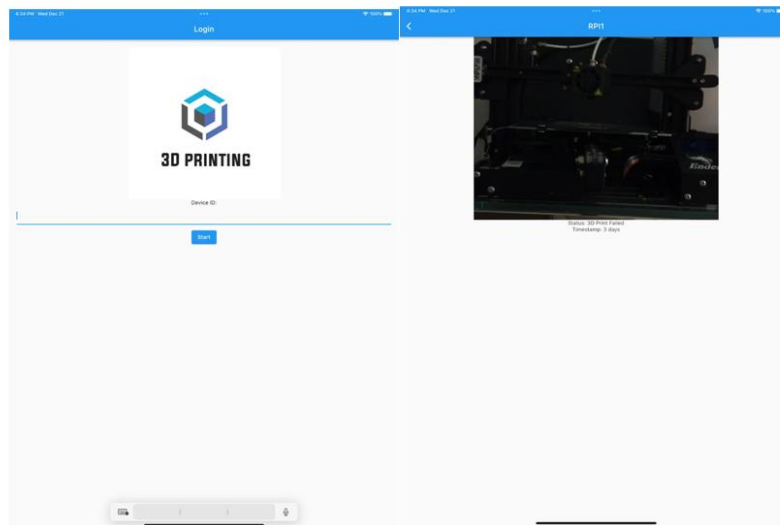 6:34 PM Wed Dec 21
100%
Login
3D PRINTING
Device ID:
Start
6:34 PM Wed Dec 21
100%
RPI1
Status: 3D Print Failed
Timestamp: 3 days